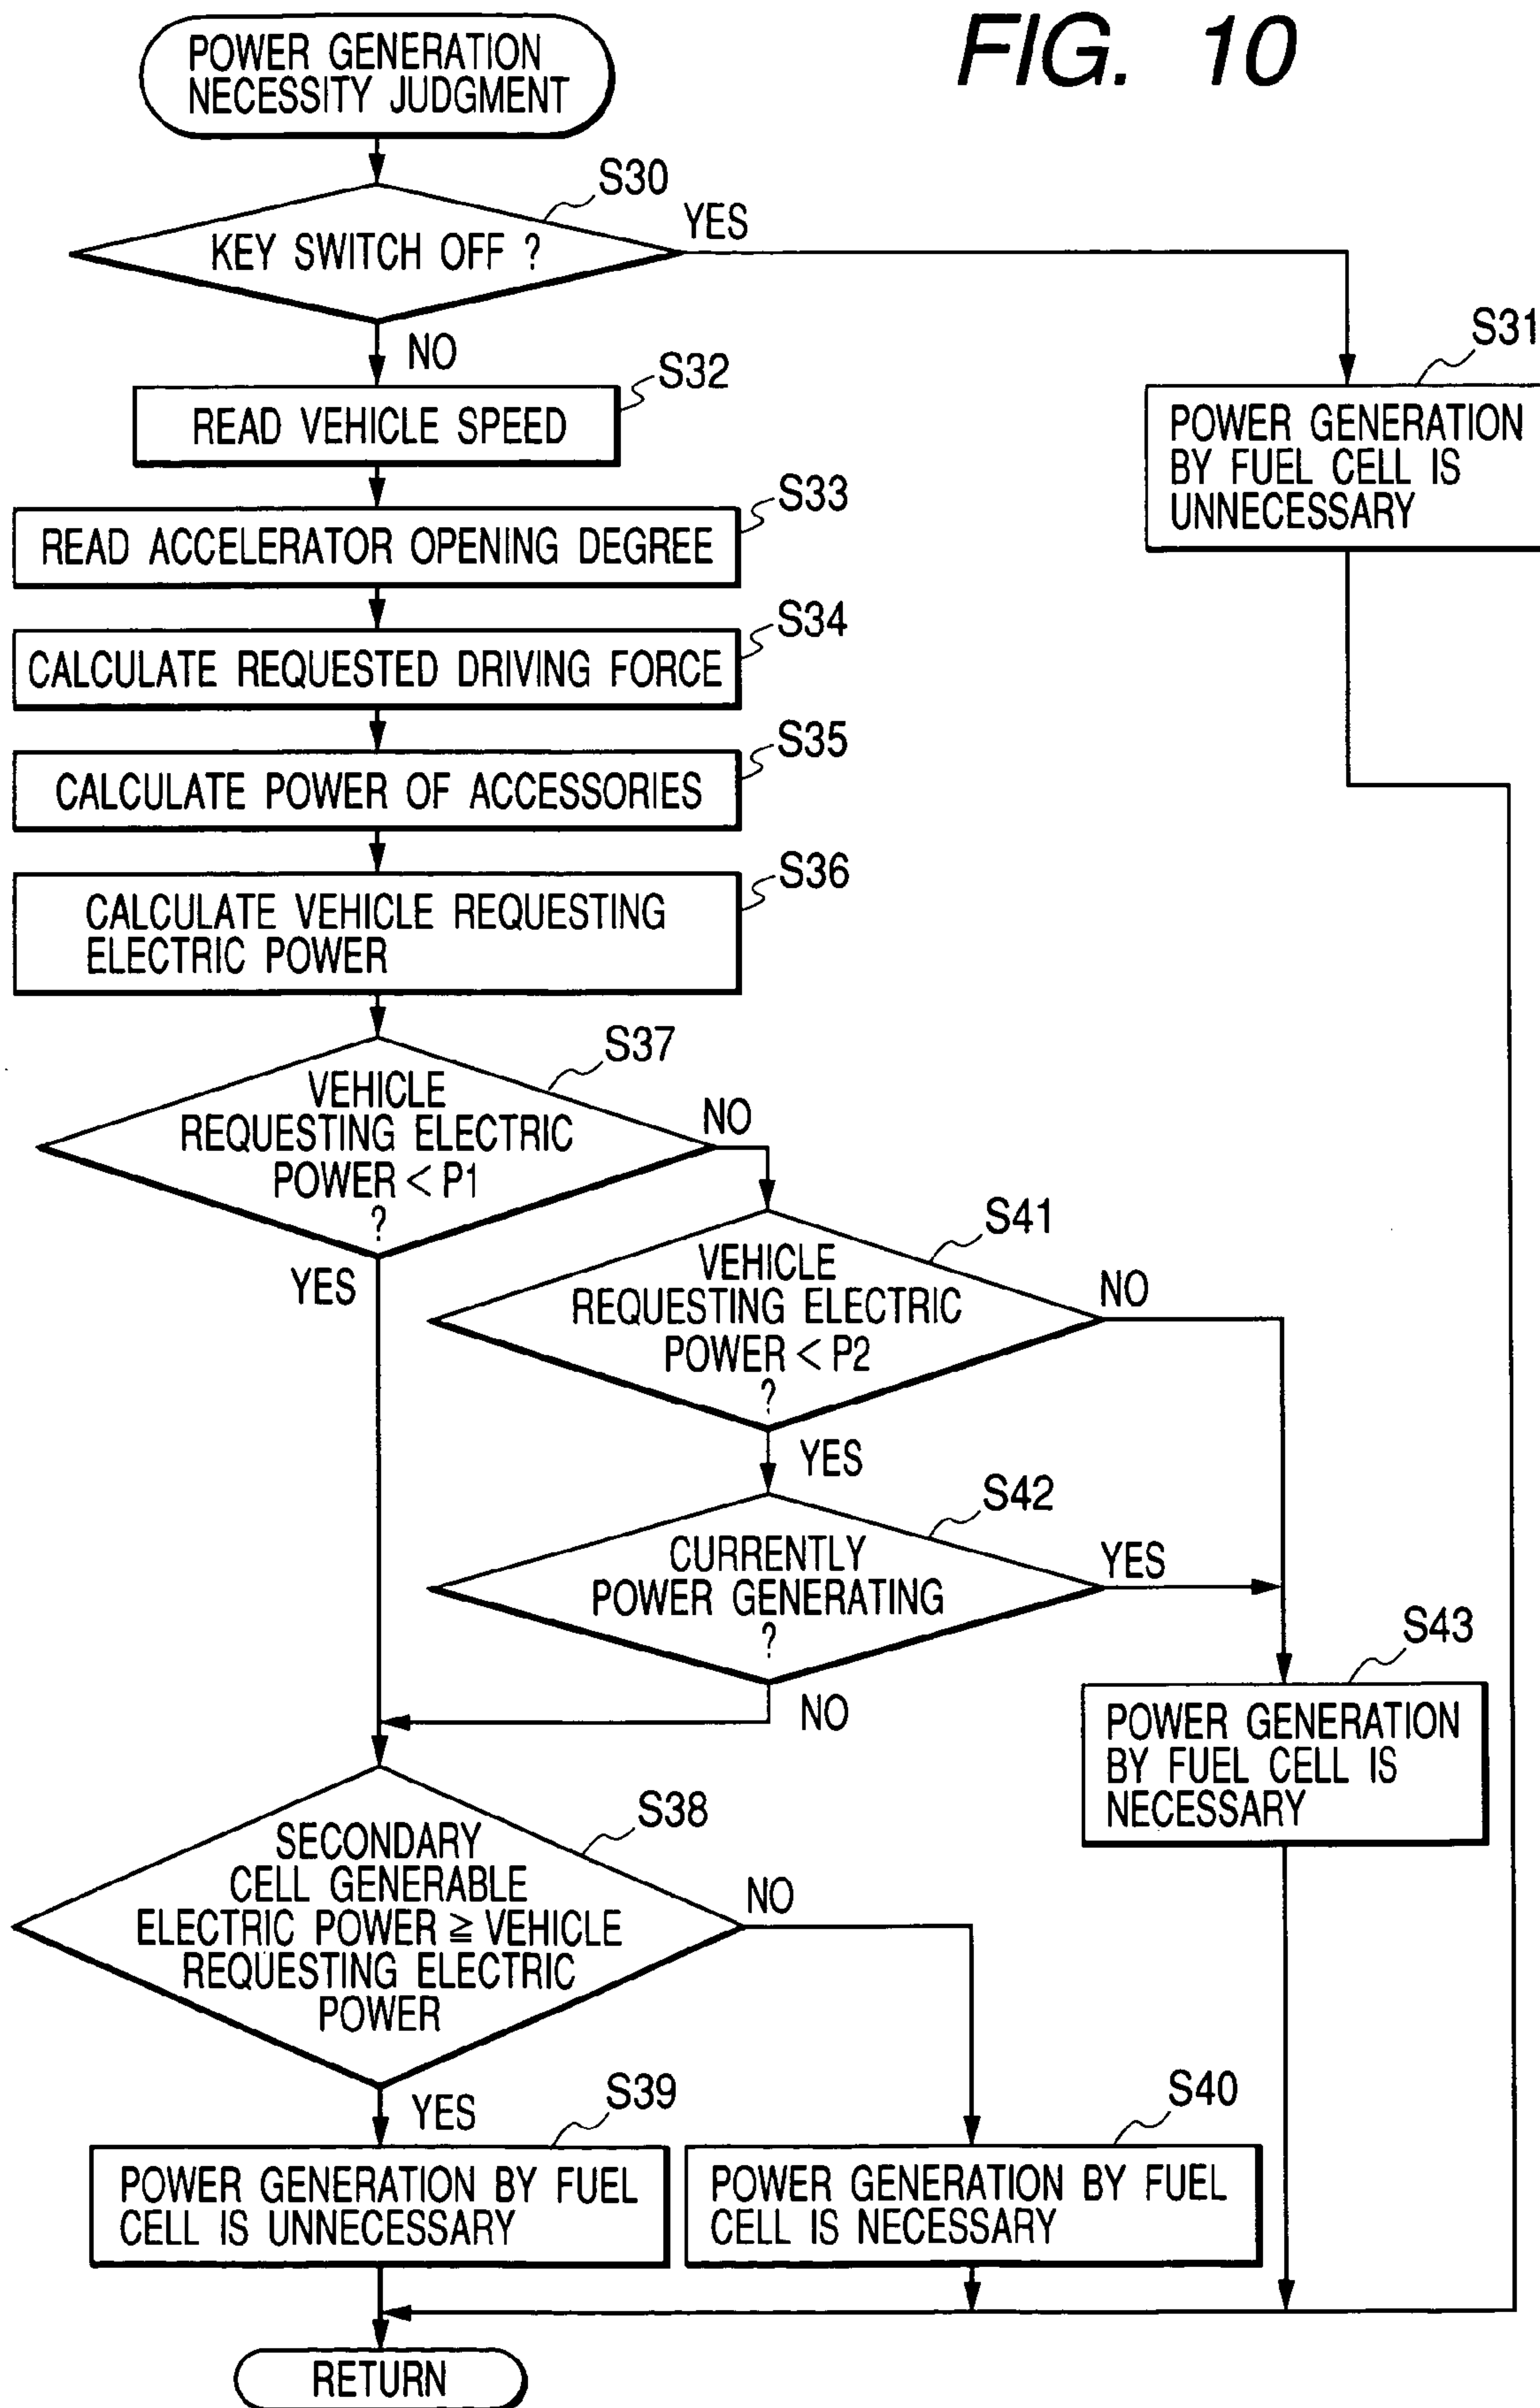 FIG. 10
POWER GENERATION
NECESSITY JUDGMENT
S30
KEY SWITCH OFF ?
YES
NO
S31
POWER GENERATION
BY FUEL CELL IS
UNNECESSARY
S32
READ VEHICLE SPEED
S33
READ ACCELERATOR OPENING DEGREE
S34
CALCULATE REQUESTED DRIVING FORCE
S35
CALCULATE POWER OF ACCESSORIES
S36
CALCULATE VEHICLE REQUESTING
ELECTRIC POWER
S37
VEHICLE
REQUESTING ELECTRIC
POWER < P1
?
NO
YES
S41
VEHICLE
REQUESTING ELECTRIC
POWER < P2
?
NO
YES
S42
CURRENTLY
POWER GENERATING
?
YES
NO
S43
POWER GENERATION
BY FUEL CELL IS
NECESSARY
S38
SECONDARY
CELL GENERABLE
ELECTRIC POWER ≧ VEHICLE
REQUESTING ELECTRIC
POWER
NO
YES
S39
POWER GENERATION BY FUEL
CELL IS UNNECESSARY
S40
POWER GENERATION BY FUEL
CELL IS NECESSARY
RETURN